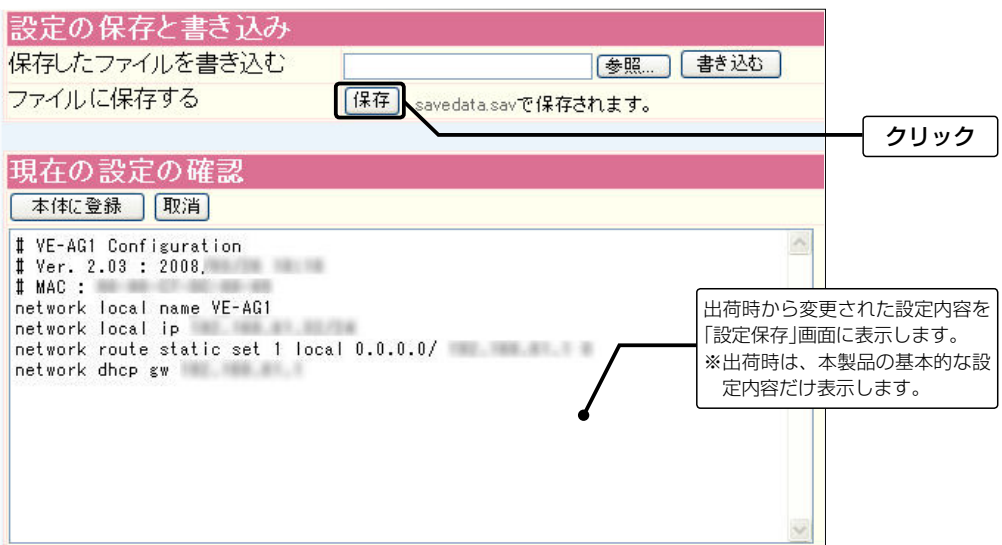 設定の保存と書き込み
保存したファイルを書き込む 参照... 書き込む
ファイルに保存する 保存 savedata.savで保存されます。
クリック
現在の設定の確認
本体に登録 取消
# VE-AG1 Configuration
# Ver. 2.03 : 2008.
# MAC :
network local name VE-AG1
network local ip
network route static set 1 local 0.0.0.0/
network dhcp gw
出荷時から変更された設定内容を
「設定保存」画面に表示します。
※出荷時は、本製品の基本的な設
定内容だけ表示します。